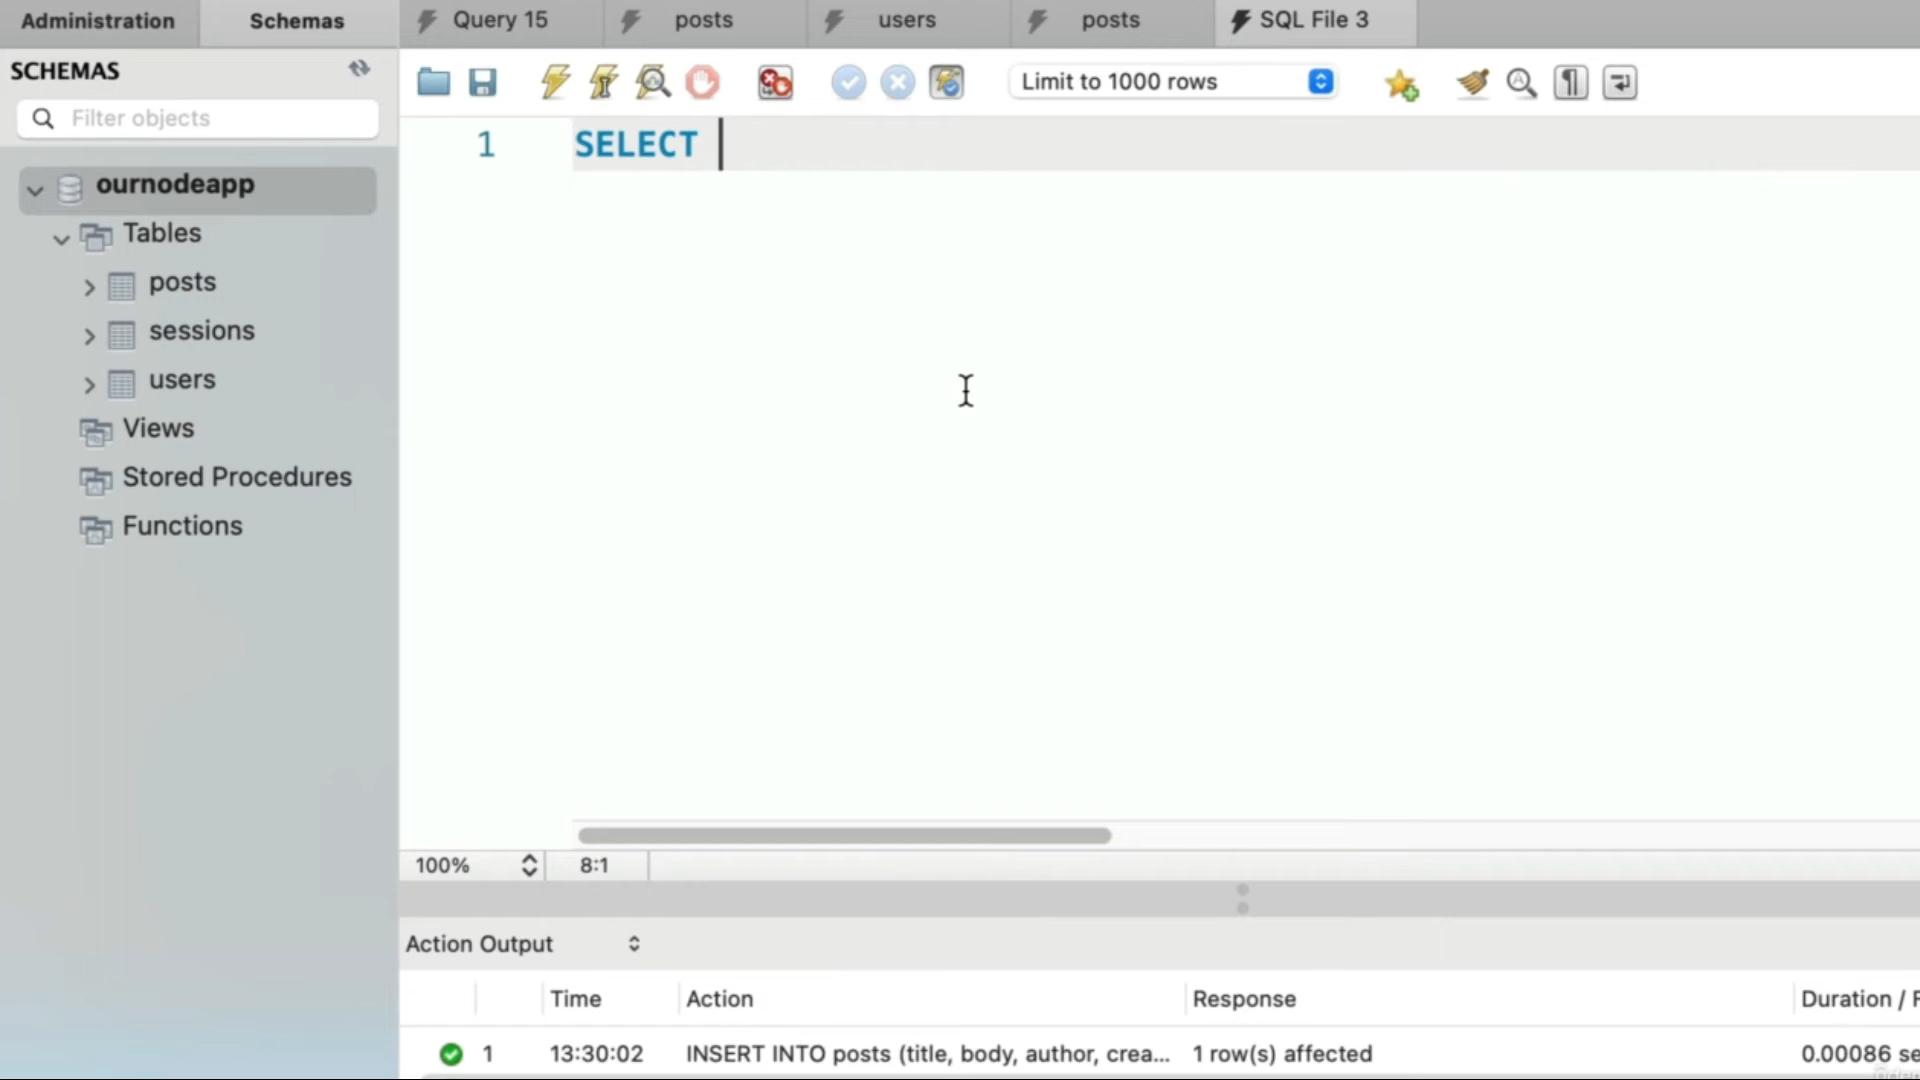 Administration
Schemas
Query 15
posts
users
posts
SQL File 3
SCHEMAS
Filter objects
Limit to 1000 rows
1
SELECT
ournodeapp
Tables
posts
sessions
users
Views
Stored Procedures
Functions
100%
8:1
Action Output
Time
Action
Response
Duration / F
1
13:30:02
INSERT INTO posts (title, body, author, crea...
1 row(s) affected
0.00086 se